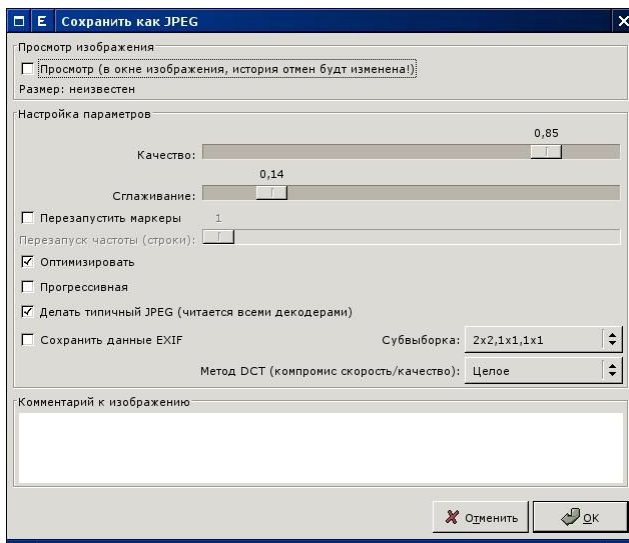 Сохранить как JPEG
Просмотр изображения
Просмотр (в окне изображения, история отмен будт изменена!)
Размер: неизвестен
Настройка параметров
0,85
Качество:
0,14
Сглаживание:
Перезапустить маркеры 1
Перезапуск частоты (строки):
Оптимизировать
Прогрессивная
Делать типичный JPEG (читается всеми декодерами)
Сохранить данные EXIF Субвыборка: 2x2,1x1,1x1
Метод DCT (компромис скорость/качество): Целое
Комментарий к изображению
Отменить OK